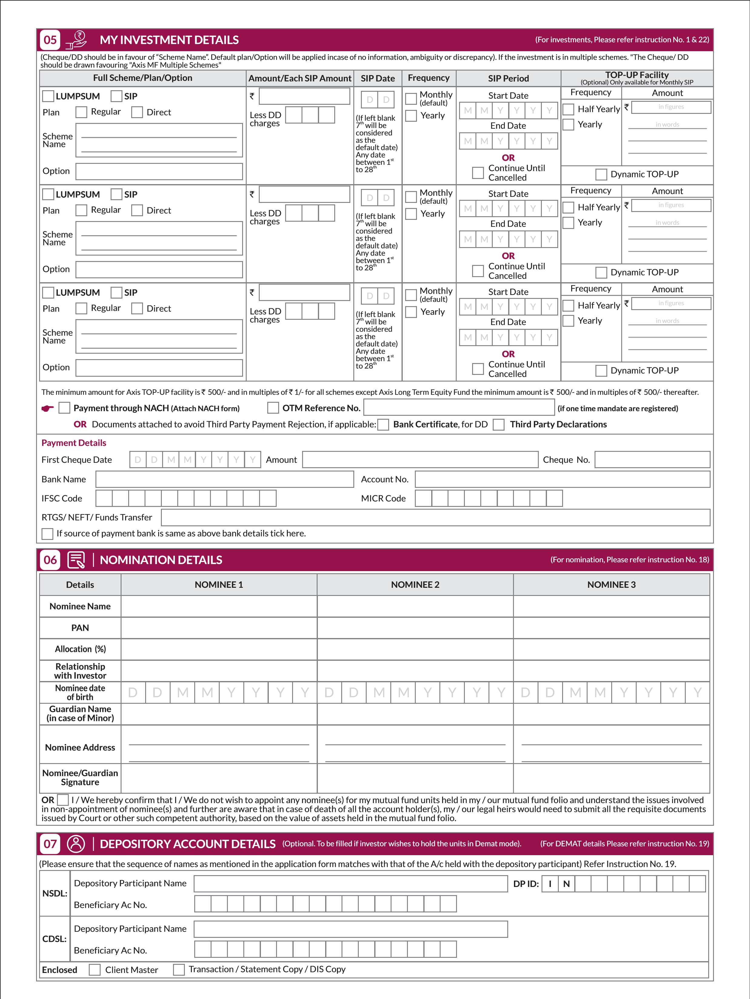 05 MY INVESTMENT DETAILS (For investments, Please refer instruction No. 1 & 22)
(Cheque/DD should be in favour of “Scheme Name”. Default plan/Option will be applied incase of no information, ambiguity or discrepancy). If the investment is in multiple schemes. "The Cheque/ DD
should be drawn favouring "Axis MF Multiple Schemes"
Full Scheme/Plan/Option Amount/Each SIP Amount SIP Date Frequency SIP Period TOP-UP Facility
(Optional) Only available for Monthly SIP
LUMPSUM SIP
Plan Regular Direct
Scheme
Name
Option
₹
Less DD
charges
D D
(If left blank
7th will be
considered
as the
default date)
Any date
between 1st
to 28th
Monthly
(default)
Yearly
Start Date
M M Y Y Y Y
End Date
M M Y Y Y Y
OR
Continue Until
Cancelled
Frequency Amount
Half Yearly ₹ in figures
Yearly in words
Dynamic TOP-UP
LUMPSUM SIP
Plan Regular Direct
Scheme
Name
Option
₹
Less DD
charges
D D
(If left blank
7th will be
considered
as the
default date)
Any date
between 1st
to 28th
Monthly
(default)
Yearly
Start Date
M M Y Y Y Y
End Date
M M Y Y Y Y
OR
Continue Until
Cancelled
Frequency Amount
Half Yearly ₹ in figures
Yearly in words
Dynamic TOP-UP
LUMPSUM SIP
Plan Regular Direct
Scheme
Name
Option
₹
Less DD
charges
D D
(If left blank
7th will be
considered
as the
default date)
Any date
between 1st
to 28th
Monthly
(default)
Yearly
Start Date
M M Y Y Y Y
End Date
M M Y Y Y Y
OR
Continue Until
Cancelled
Frequency Amount
Half Yearly ₹ in figures
Yearly in words
Dynamic TOP-UP
The minimum amount for Axis TOP-UP facility is ₹ 500/- and in multiples of ₹ 1/- for all schemes except Axis Long Term Equity Fund the minimum amount is ₹ 500/- and in multiples of ₹ 500/- thereafter.
Payment through NACH (Attach NACH form) OTM Reference No. (if one time mandate are registered)
OR Documents attached to avoid Third Party Payment Rejection, if applicable: Bank Certificate, for DD Third Party Declarations
Payment Details
First Cheque Date D D M M Y Y Y Y Amount Cheque No.
Bank Name Account No.
IFSC Code MICR Code
RTGS/ NEFT/ Funds Transfer
If source of payment bank is same as above bank details tick here.
06 NOMINATION DETAILS (For nomination, Please refer instruction No. 18)
Details NOMINEE 1 NOMINEE 2 NOMINEE 3
Nominee Name
PAN
Allocation (%)
Relationship
with Investor
Nominee date
of birth
D D M M Y Y Y Y D D M M Y Y Y Y D D M M Y Y Y Y
Guardian Name
(in case of Minor)
Nominee Address
Nominee/Guardian
Signature
OR I / We hereby confirm that I / We do not wish to appoint any nominee(s) for my mutual fund units held in my / our mutual fund folio and understand the issues involved
in non-appointment of nominee(s) and further are aware that in case of death of all the account holder(s), my / our legal heirs would need to submit all the requisite documents
issued by Court or other such competent authority, based on the value of assets held in the mutual fund folio.
07 DEPOSITORY ACCOUNT DETAILS (Optional. To be filled if investor wishes to hold the units in Demat mode). (For DEMAT details Please refer instruction No. 19)
(Please ensure that the sequence of names as mentioned in the application form matches with that of the A/c held with the depository participant) Refer Instruction No. 19.
NSDL:
Depository Participant Name DP ID: I N
Beneficiary Ac No.
CDSL:
Depository Participant Name
Beneficiary Ac No.
Enclosed Client Master Transaction / Statement Copy / DIS Copy